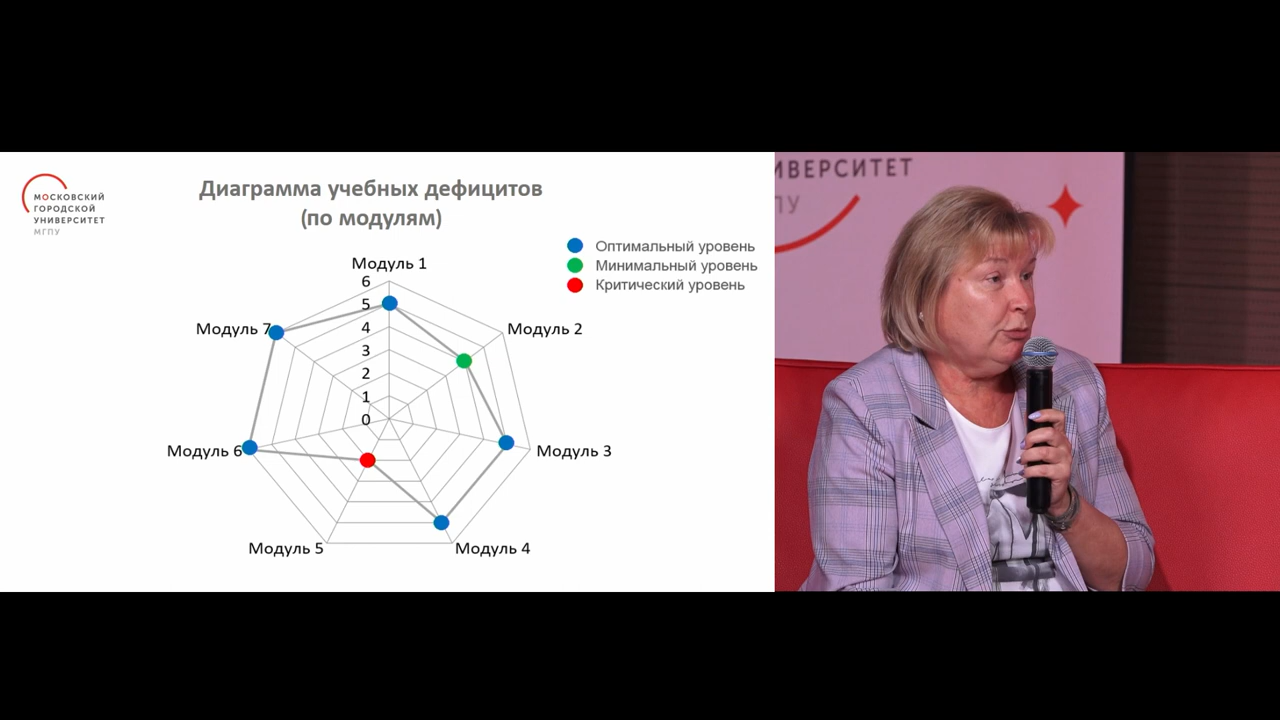 МОСКОВСКИЙ
ГОРОДСКОЙ
УНИВЕРСИТЕТ
МГПУ
Диаграмма учебных дефицитов
(по модулям)
Оптимальный уровень
Минимальный уровень
Критический уровень
Модуль 1
6
5
4
3
2
1
0
Модуль 2
Модуль 3
Модуль 4
Модуль 5
Модуль 6
Модуль 7
ИВЕРСИТЕТ
ПУ